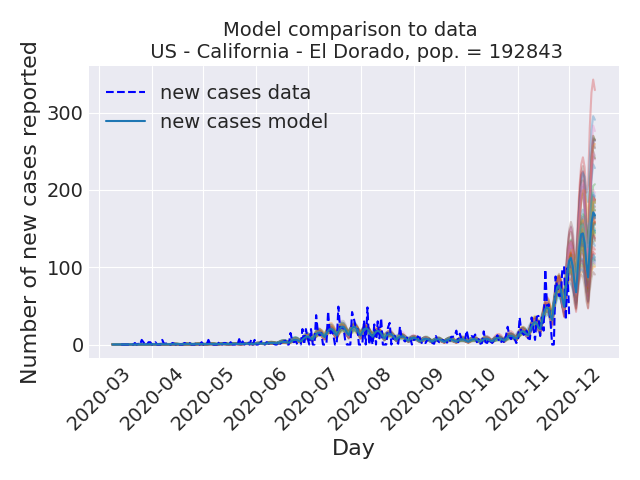 Model comparison to data
US - California - El Dorado, pop. = 192843
Number of new cases reported
300
200
100
0
new cases data
new cases model
2020-03
2020-04
2020-05
2020-06
2020-07
2020-08
2020-09
2020-10
2020-11
2020-12
Day